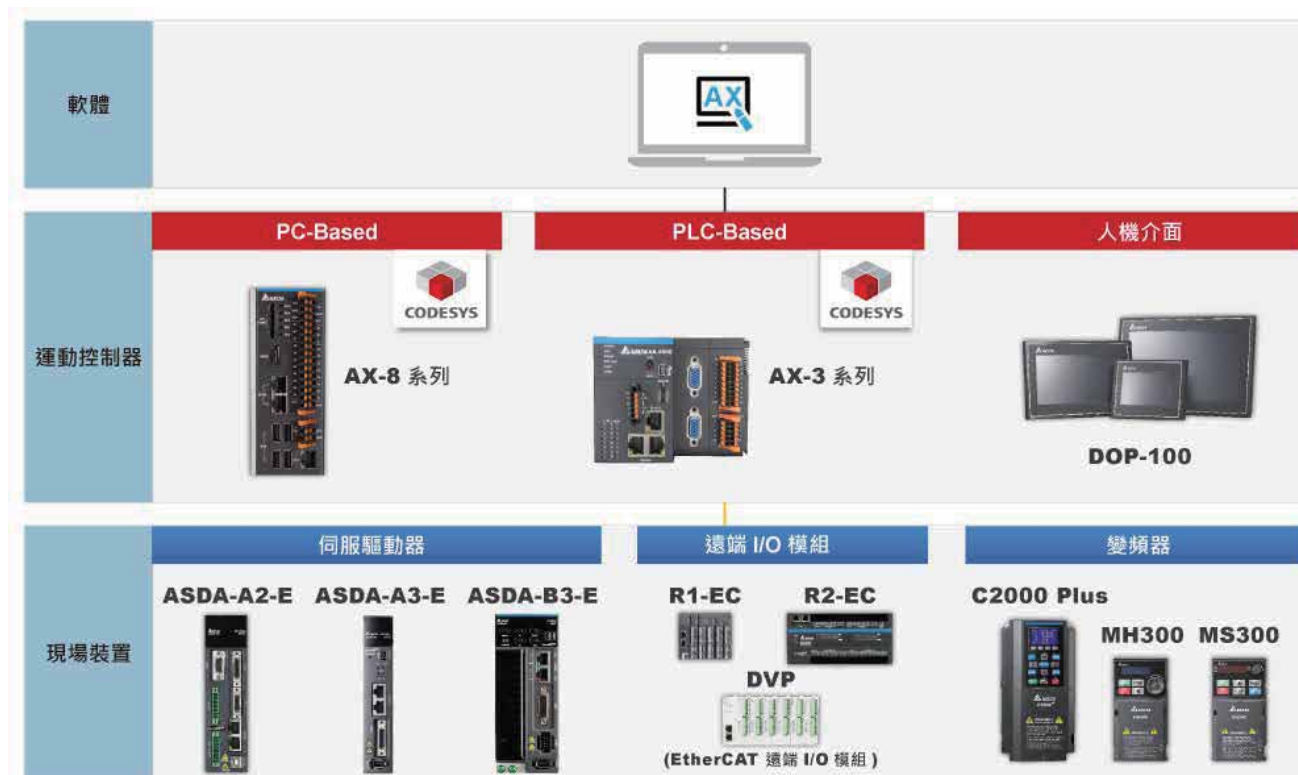 軟體
AX
運動控制器
PC-Based
PLC-Based
人機介面
CODESYS
CODESYS
AX-8 系列
AX-3 系列
DOP-100
現場裝置
伺服驅動器
遠端 I/O 模組
變頻器
ASDA-A2-E
ASDA-A3-E
ASDA-B3-E
R1-EC
R2-EC
DVP
(EtherCAT 遠端 I/O 模組 )
C2000 Plus
MH300
MS300